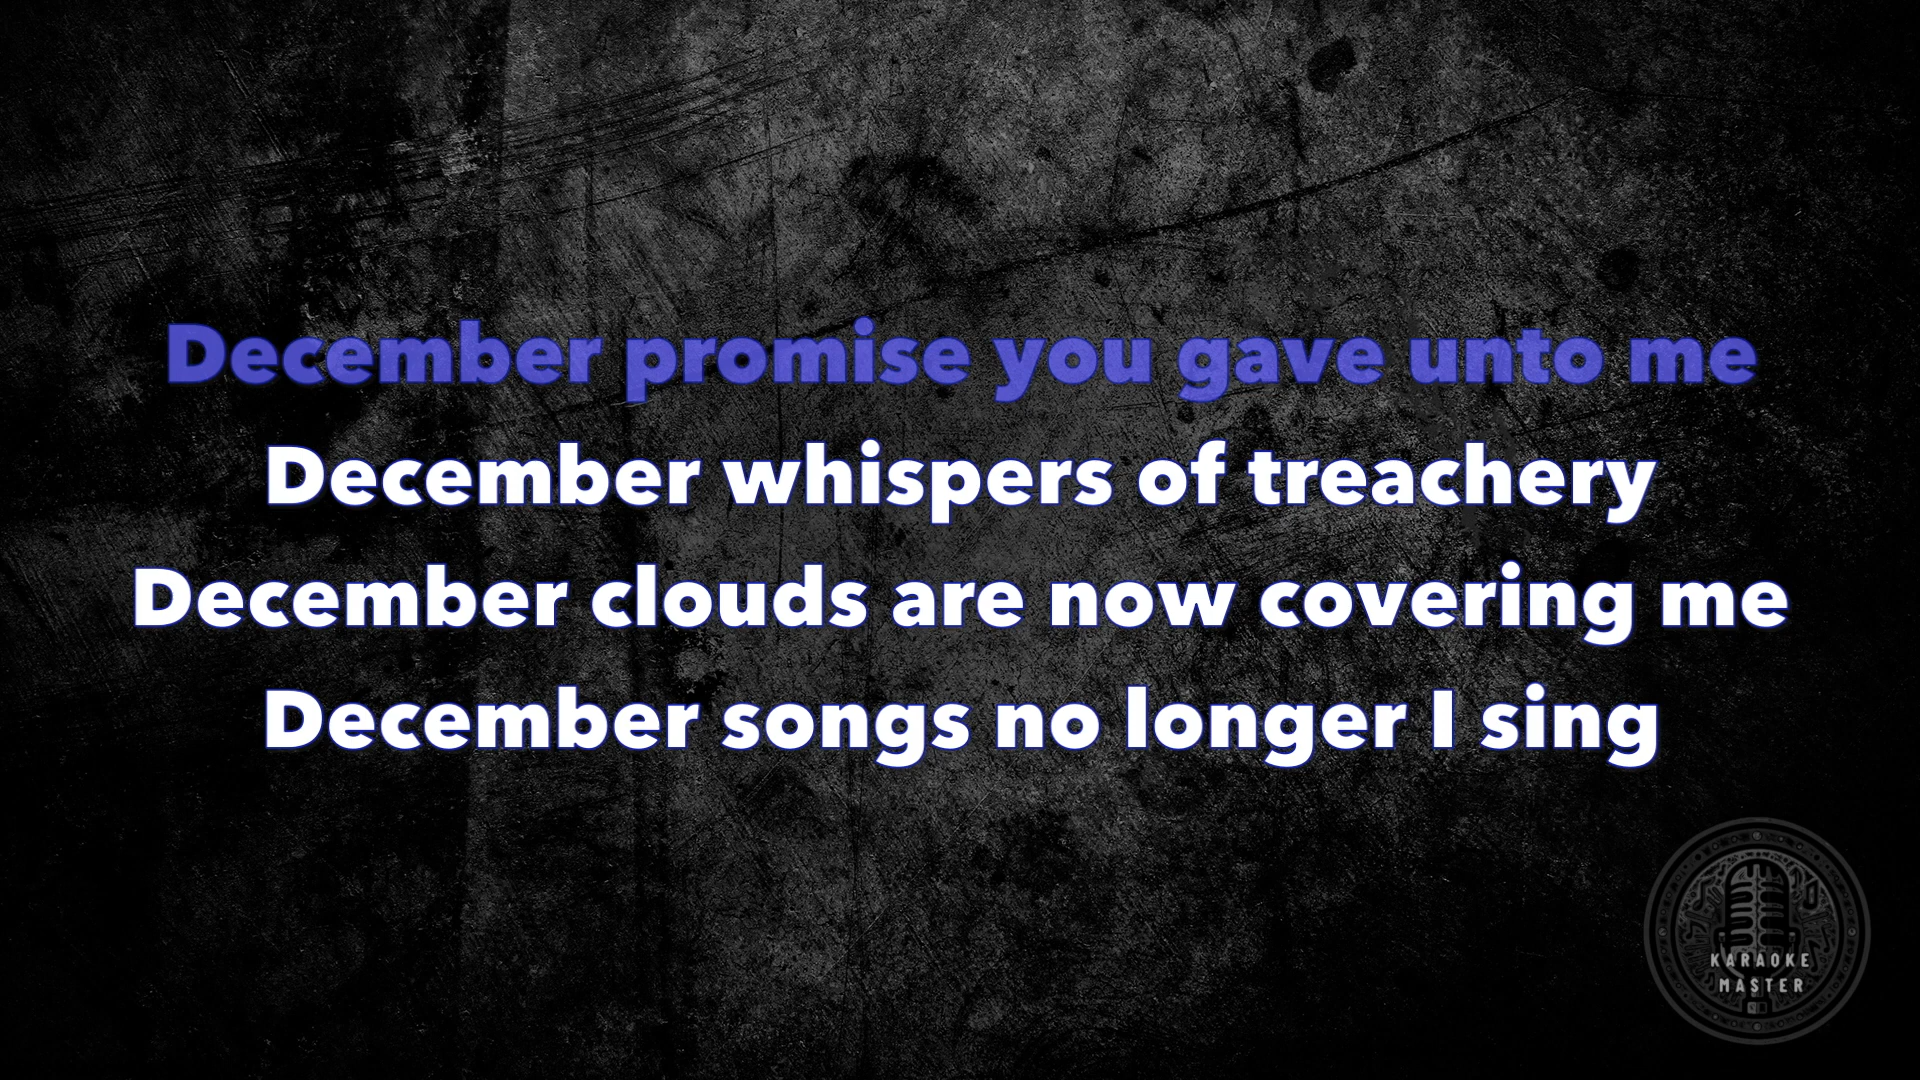 December promise you gave unto me
December whispers of treachery
December clouds are now covering me
December songs no longer I sing
KARAOKE
MASTER